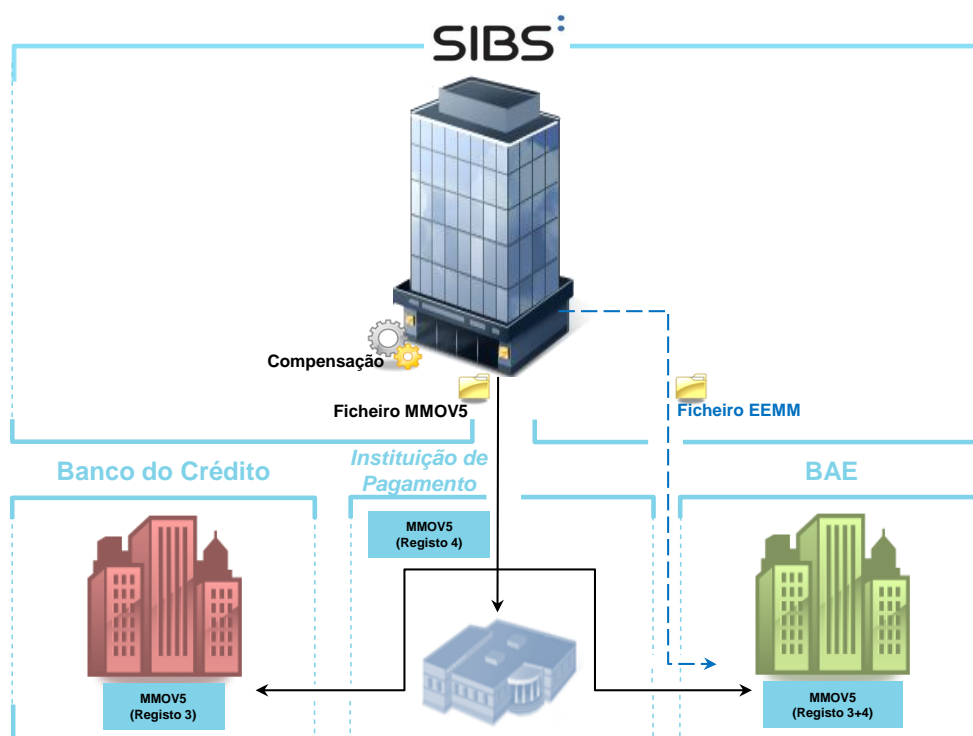 SIBS
Compensação
Ficheiro MMOV5
Ficheiro EEMM
Banco do Crédito
Instituição de
Pagamento
BAE
MMOV5
(Registo 4)
MMOV5
(Registo 3)
MMOV5
(Registo 3+4)